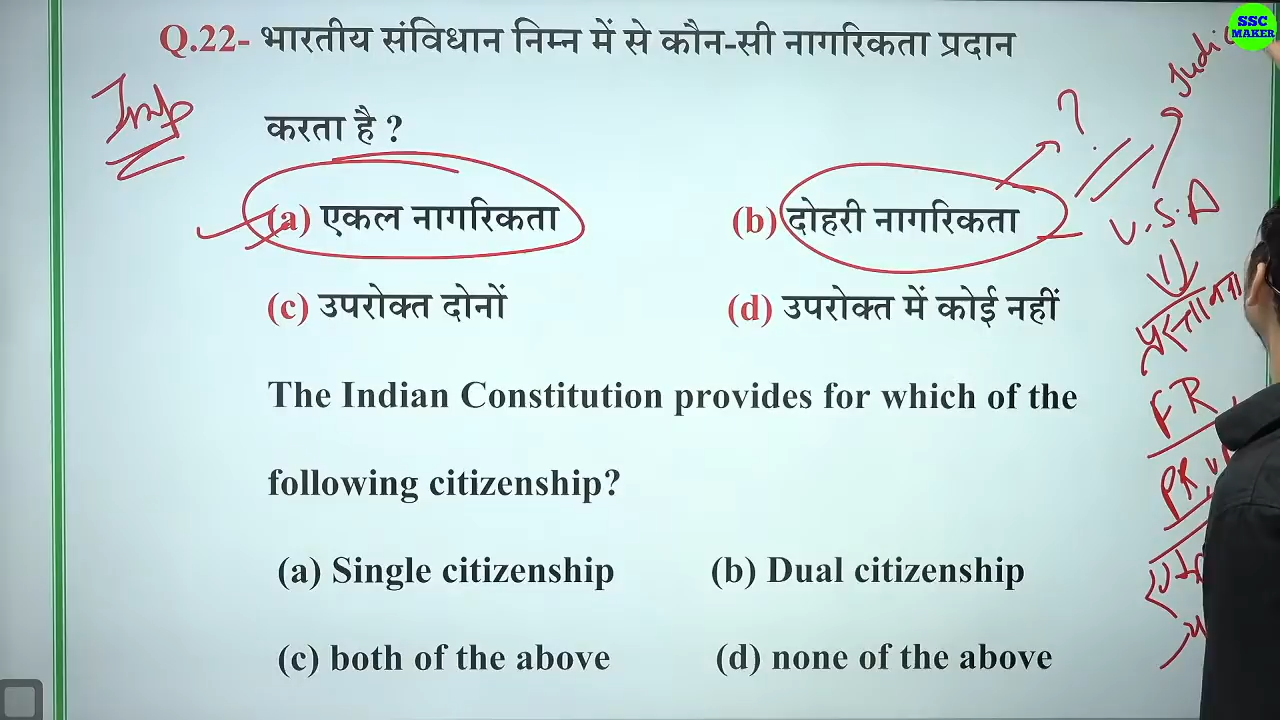 SSC
MAKER
Q.22- भारतीय संविधान निम्न में से कौन-सी नागरिकता प्रदान
करता है ?
Imp
(a) एकल नागरिकता (b) दोहरी नागरिकता
(c) उपरोक्त दोनों (d) उपरोक्त में कोई नहीं
The Indian Constitution provides for which of the
following citizenship?
(a) Single citizenship (b) Dual citizenship
(c) both of the above (d) none of the above
?
U.S.A
प्रस्तावना
FR